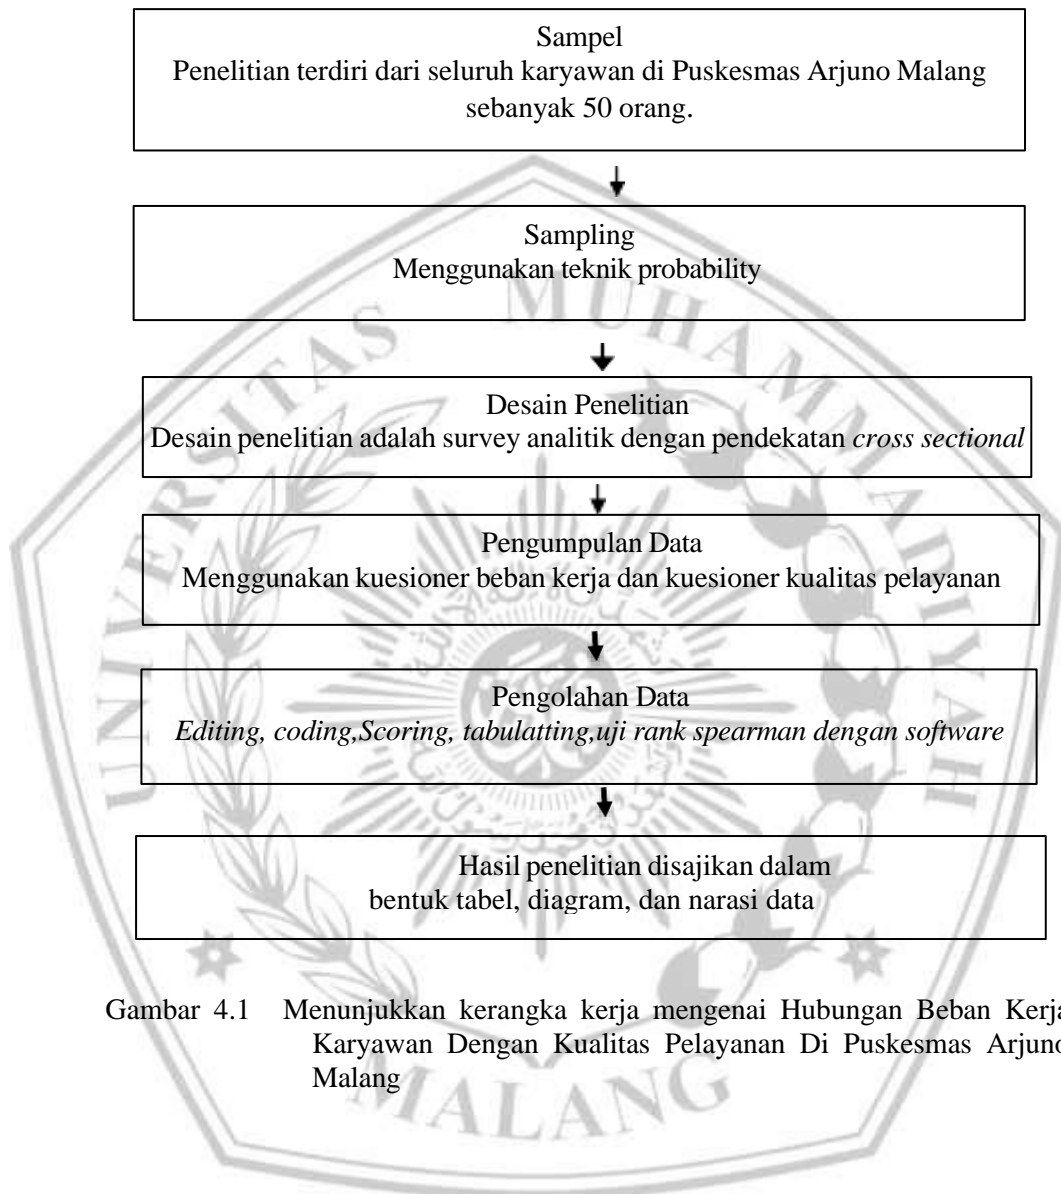 Sampel
Penelitian terdiri dari seluruh karyawan di Puskesmas Arjuno Malang
sebanyak 50 orang.
Sampling
Menggunakan teknik probability
Desain Penelitian
Desain penelitian adalah survey analitik dengan pendekatan cross sectional
Pengumpulan Data
Menggunakan kuesioner beban kerja dan kuesioner kualitas pelayanan
Pengolahan Data
Editing, coding,Scoring, tabulatting,uji rank spearman dengan software
Hasil penelitian disajikan dalam
bentuk tabel, diagram, dan narasi data
Gambar 4.1 Menunjukkan kerangka kerja mengenai Hubungan Beban Kerja
Karyawan Dengan Kualitas Pelayanan Di Puskesmas Arjuno
Malang
UNIVERSITAS MUHAMMADIYAH
MALANG